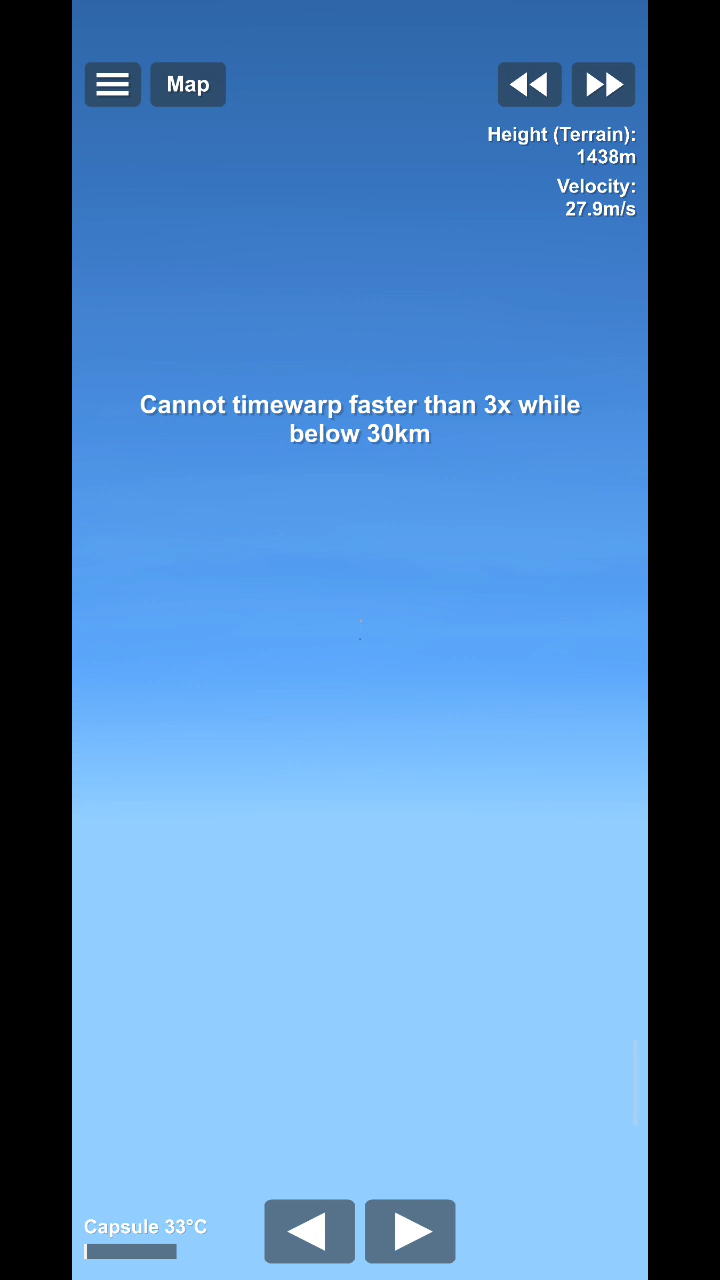 Map
Height (Terrain):
1438m
Velocity:
27.9m/s
Cannot timewarp faster than 3x while
below 30km
Capsule 33°C